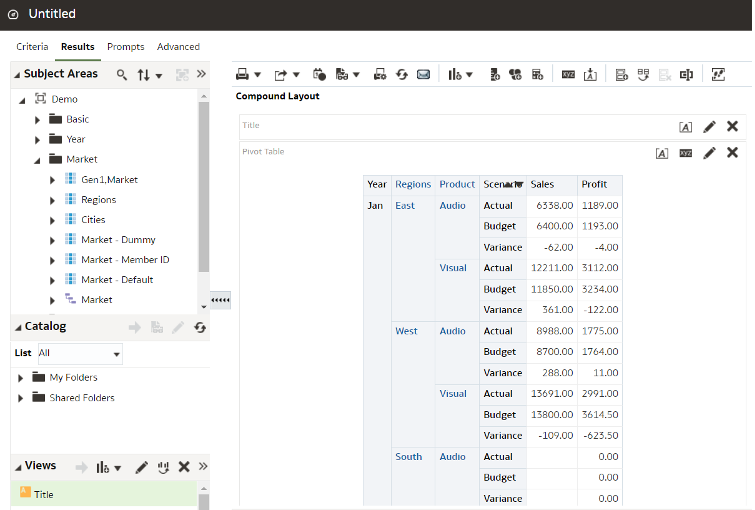 Untitled
Criteria Results Prompts Advanced
Subject Areas
Demo
Basic
Year
Market
Gen1,Market
Regions
Cities
Market - Dummy
Market - Member ID
Market - Default
Market
Catalog
List All
My Folders
Shared Folders
Views
Title
XYZ
Compound Layout
Title
Pivot Table
XYZ
Year Regions Product Scenario Sales Profit
Jan East Audio Actual 6338.00 1189.00
Budget 6400.00 1193.00
Variance -62.00 -4.00
Visual Actual 12211.00 3112.00
Budget 11850.00 3234.00
Variance 361.00 -122.00
West Audio Actual 8988.00 1775.00
Budget 8700.00 1764.00
Variance 288.00 11.00
Visual Actual 13691.00 2991.00
Budget 13800.00 3614.50
Variance -109.00 -623.50
South Audio Actual 0.00
Budget 0.00
Variance 0.00